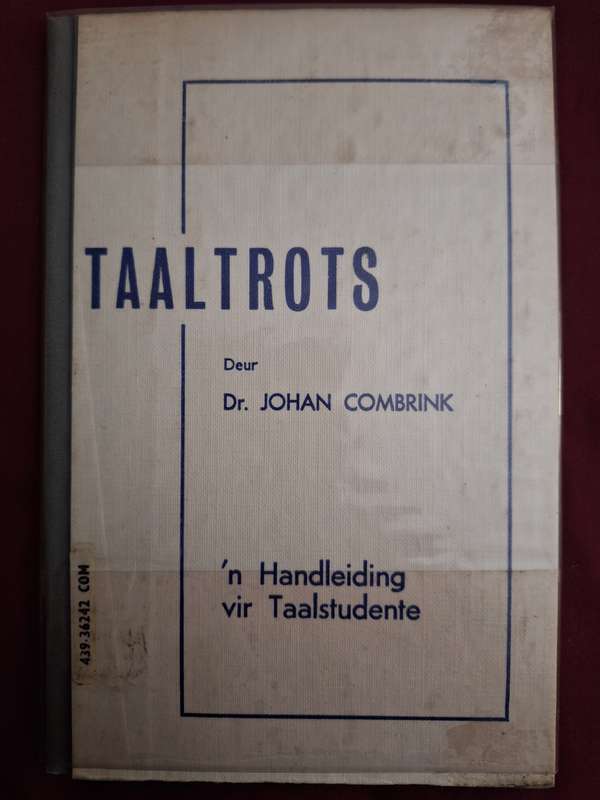 TAALTROTS
Deur
Dr. JOHAN COMBRINK
'n Handleiding
vir Taalstudente
439·36242 COM